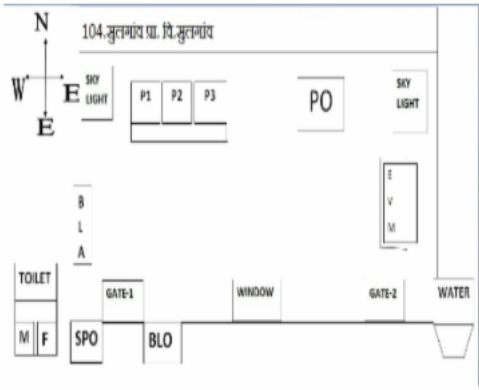 N
104.सुलगांव प्रा. वि.सुलगांव
W E
E
SKY LIGHT
P1 P2 P3
PO
SKY LIGHT
E
V
M
B
L
A
TOILET
GATE-1 WINDOW GATE-2 WATER
M F SPO BLO